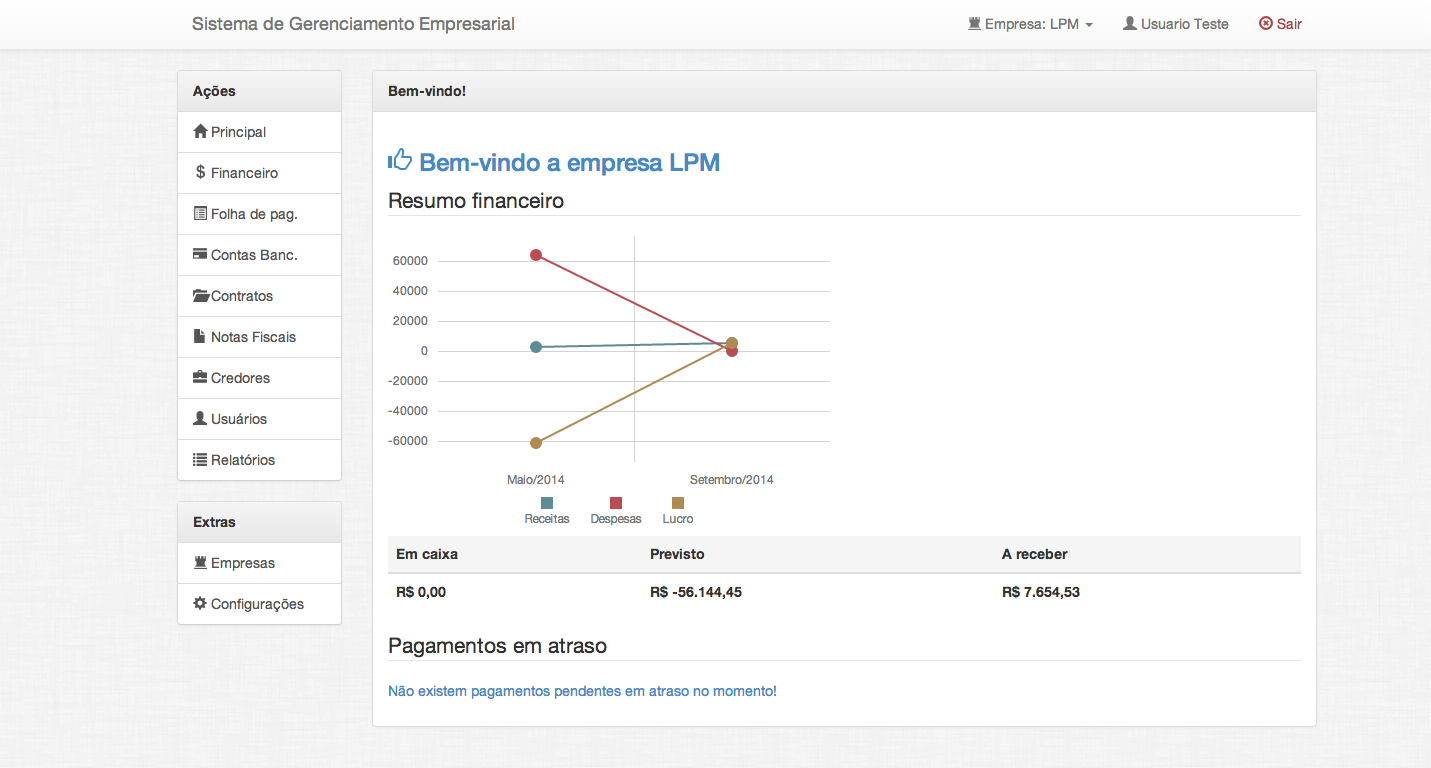 Sistema de Gerenciamento Empresarial
Empresa: LPM
Usuario Teste
Sair
Ações
Principal
$ Financeiro
Folha de pag.
Contas Banc.
Contratos
Notas Fiscais
Credores
Usuários
Relatórios
Extras
Empresas
Configurações
Bem-vindo!
Bem-vindo a empresa LPM
Resumo financeiro
60000
40000
20000
0
-20000
-40000
-60000
Maio/2014 Setembro/2014
Receitas Despesas Lucro
Em caixa Previsto A receber
R$ 0,00 R$ -56.144,45 R$ 7.654,53
Pagamentos em atraso
Não existem pagamentos pendentes em atraso no momento!